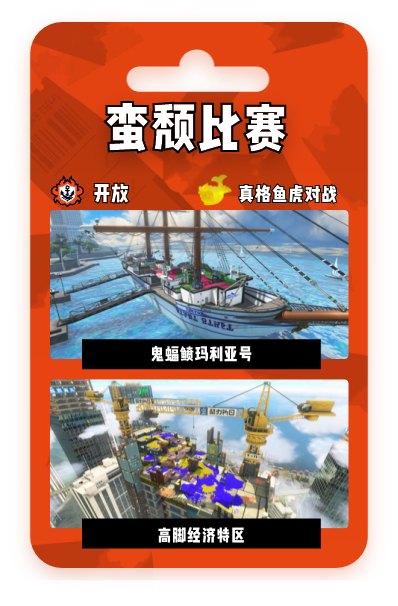 蛮颓比赛
开放
真格鱼虎对战
鬼蝠鲼玛利亚号
高脚经济特区